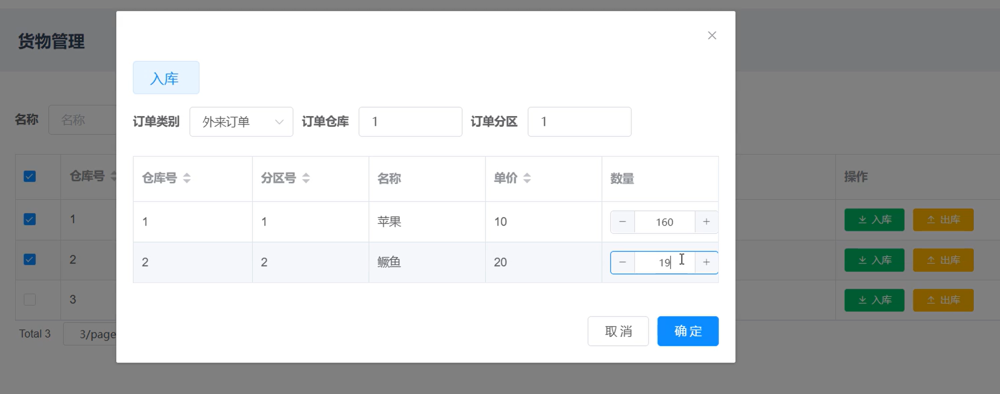 货物管理
入库
名称 名称
订单类别 外来订单 订单仓库 1 订单分区 1
仓库号 操作
仓库号 分区号 名称 单价 数量
1 入库 出库
1 1 苹果 10 160
2 入库 出库
2 2 鳜鱼 20 19
3 入库 出库
Total 3 3/page
取消 确定